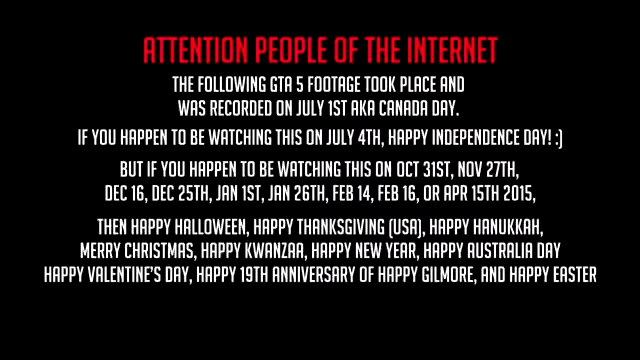 ATTENTION PEOPLE OF THE INTERNET
THE FOLLOWING GTA 5 FOOTAGE TOOK PLACE AND
WAS RECORDED ON JULY 1ST AKA CANADA DAY.
IF YOU HAPPEN TO BE WATCHING THIS ON JULY 4TH, HAPPY INDEPENDENCE DAY! :)
BUT IF YOU HAPPEN TO BE WATCHING THIS ON OCT 31ST, NOV 27TH,
DEC 16, DEC 25TH, JAN 1ST, JAN 26TH, FEB 14, FEB 16, OR APR 15TH 2015,
THEN HAPPY HALLOWEEN, HAPPY THANKSGIVING (USA), HAPPY HANUKKAH,
MERRY CHRISTMAS, HAPPY KWANZAA, HAPPY NEW YEAR, HAPPY AUSTRALIA DAY
HAPPY VALENTINE'S DAY, HAPPY 19TH ANNIVERSARY OF HAPPY GILMORE, AND HAPPY EASTER